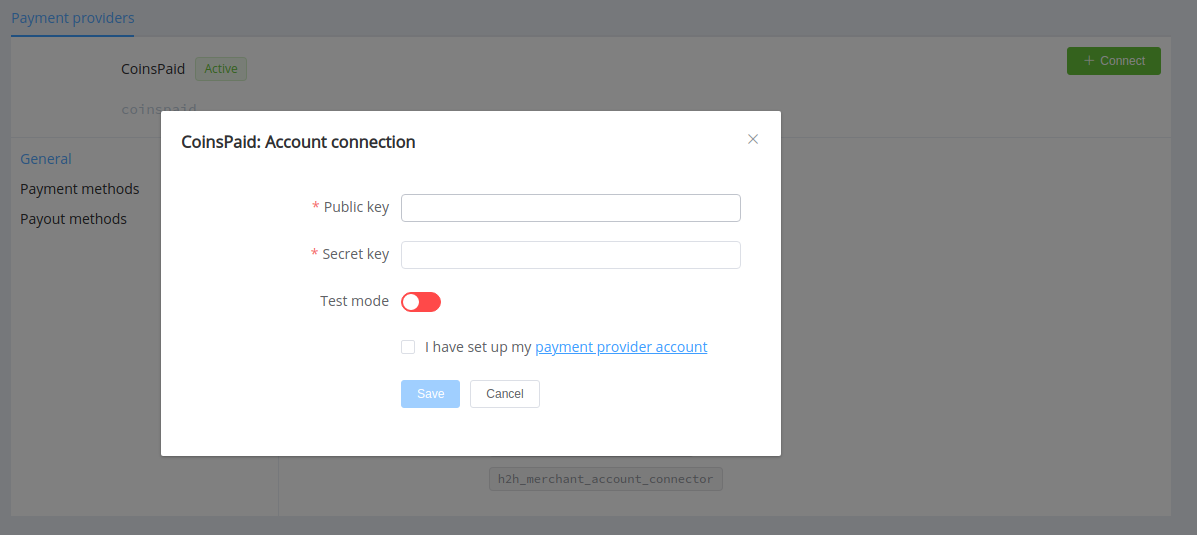 Payment providers
CoinsPaid Active
+ Connect
coinspaid
CoinsPaid: Account connection
General
Payment methods
Payout methods
* Public key
* Secret key
Test mode
I have set up my payment provider account
Save Cancel
h2h_merchant_account_connector